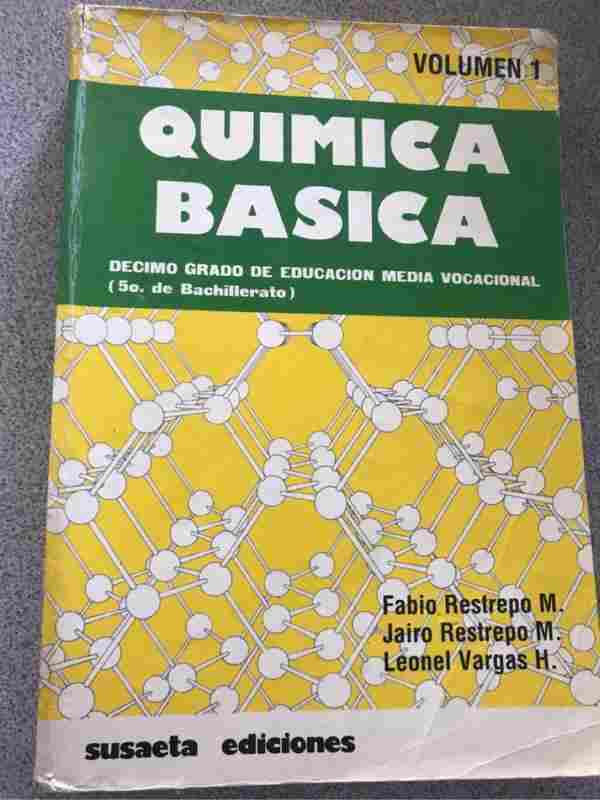 VOLUMEN 1
QUIMICA
BASICA
DECIMO GRADO DE EDUCACION MEDIA VOCACIONAL
(5o. de Bachillerato)
Fabio Restrepo M.
Jairo Restrepo M.
Leonel Vargas H.
susaeta ediciones